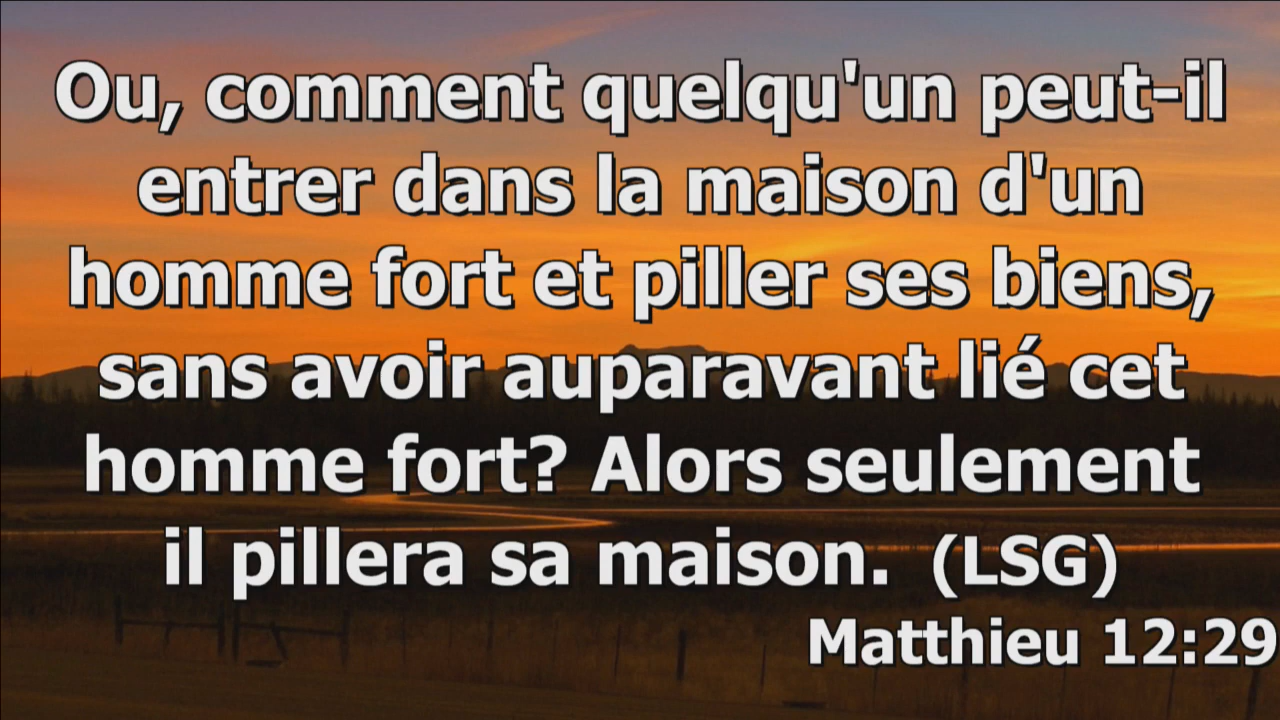 Ou, comment quelqu'un peut-il
entrer dans la maison d'un
homme fort et piller ses biens,
sans avoir auparavant lié cet
homme fort? Alors seulement
il pillera sa maison.  (LSG)
Matthieu 12:29